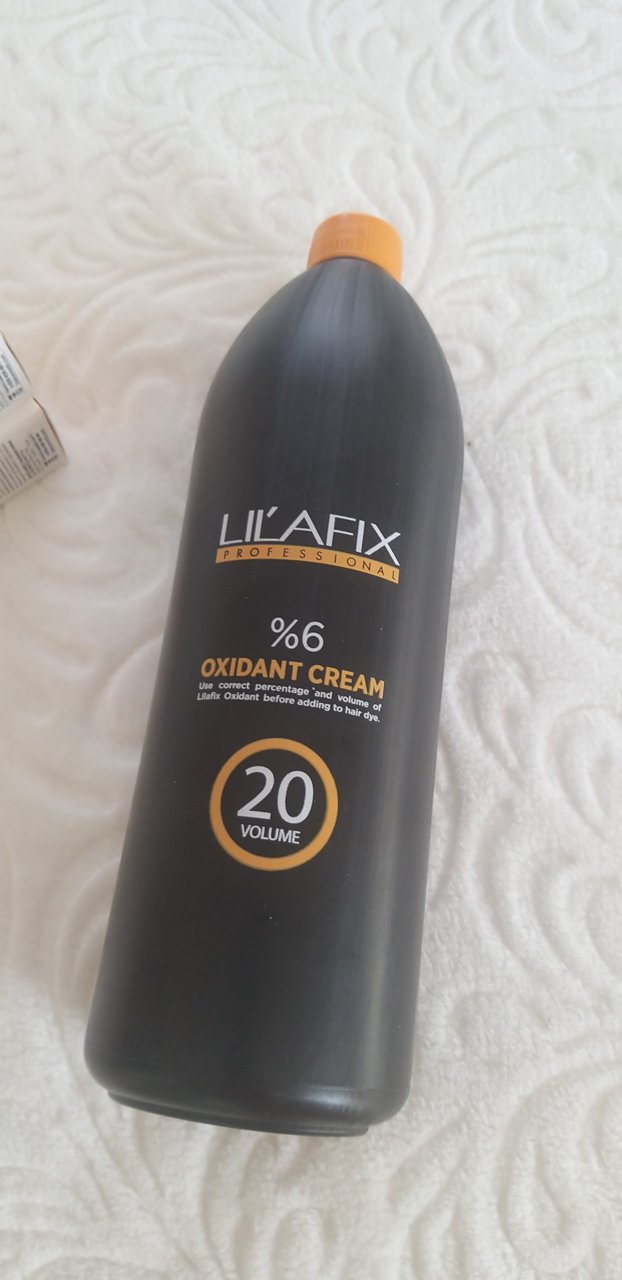 LIL'AFIX
PROFESSIONAL
%6
OXIDANT CREAM
Use correct percentage and volume of
Lilafix Oxidant before adding to hair dye.
20
VOLUME